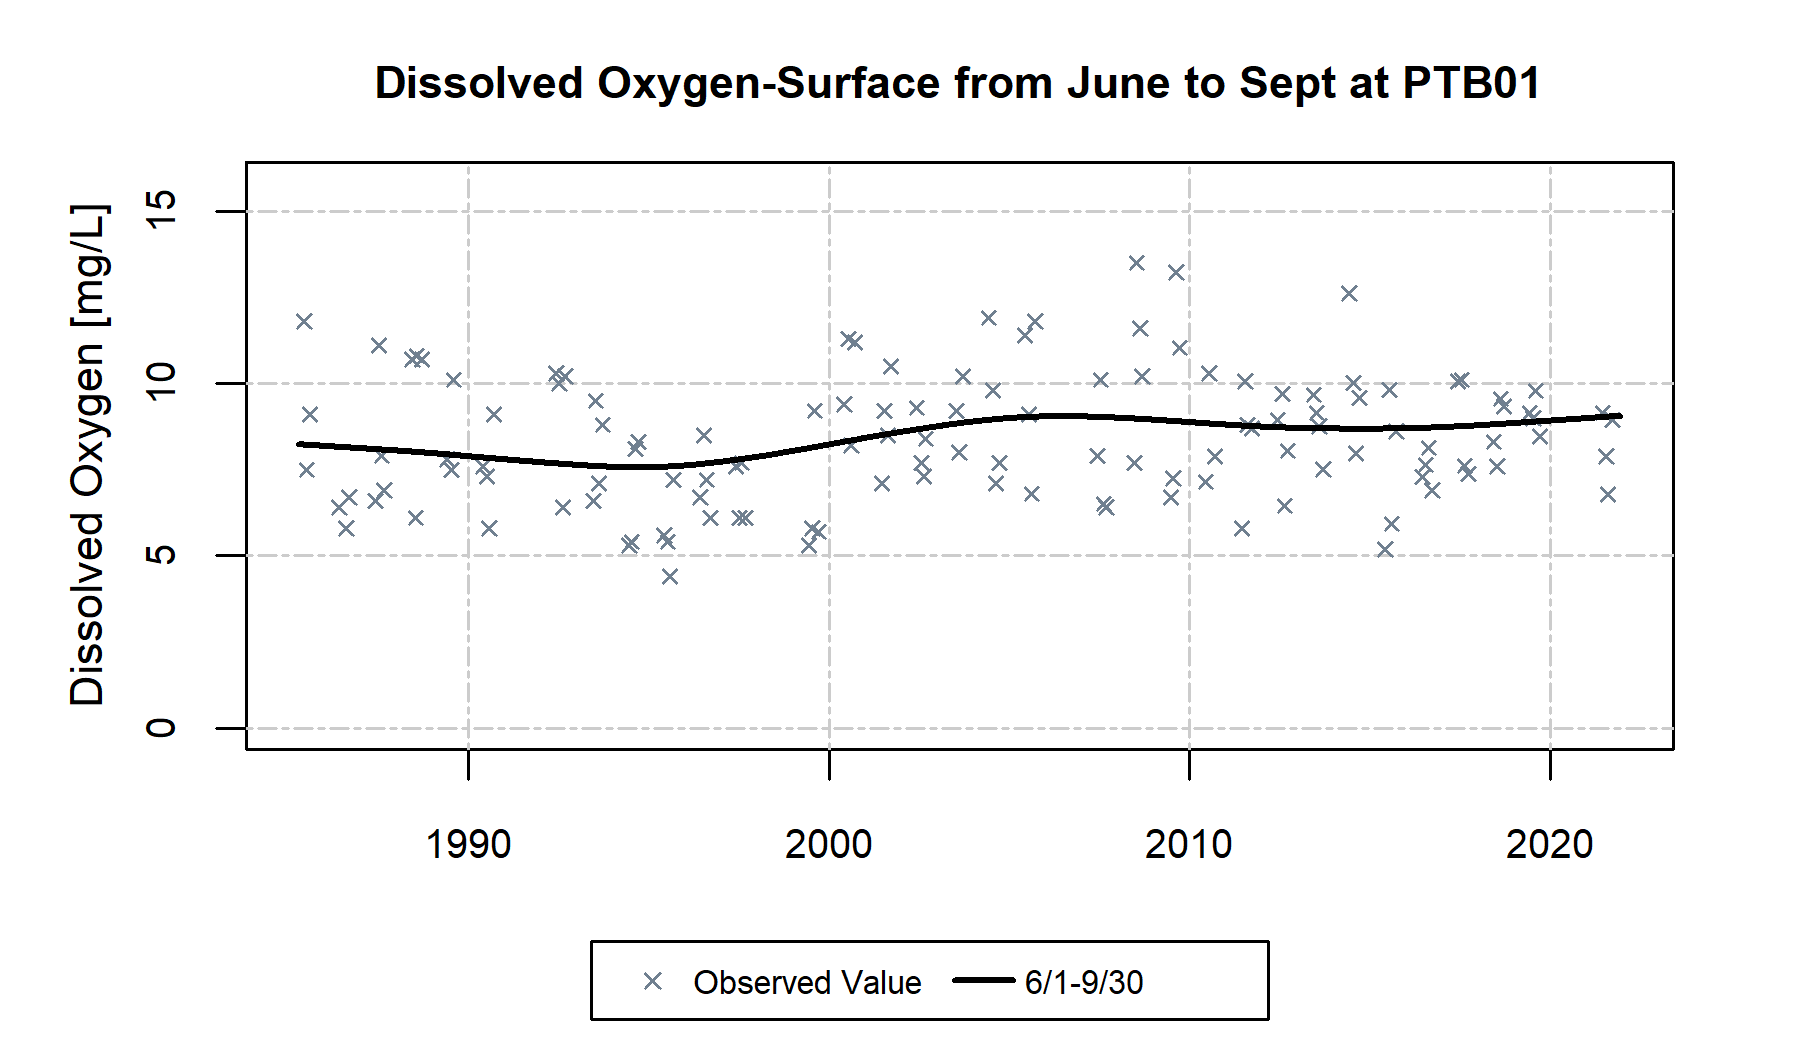 Dissolved Oxygen-Surface from June to Sept at PTB01
Dissolved Oxygen [mg/L]
15
10
5
0
1990 2000 2010 2020
Observed Value 6/1-9/30